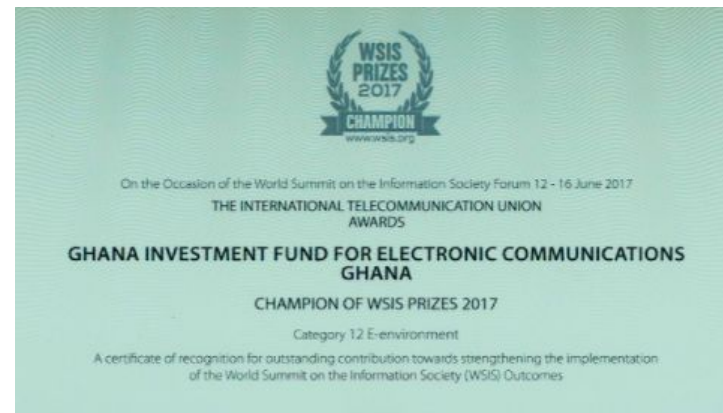 WSIS
PRIZES
2017
CHAMPION
www.wsis.org
On the Occasion of the World Summit on the Information Society Forum 12 - 16 June 2017
THE INTERNATIONAL TELECOMMUNICATION UNION
AWARDS
GHANA INVESTMENT FUND FOR ELECTRONIC COMMUNICATIONS
GHANA
CHAMPION OF WSIS PRIZES 2017
Category 12 E-environment
A certificate of recognition for outstanding contribution towards strengthening the implementation
of the World Summit on the Information Society (WSIS) Outcomes